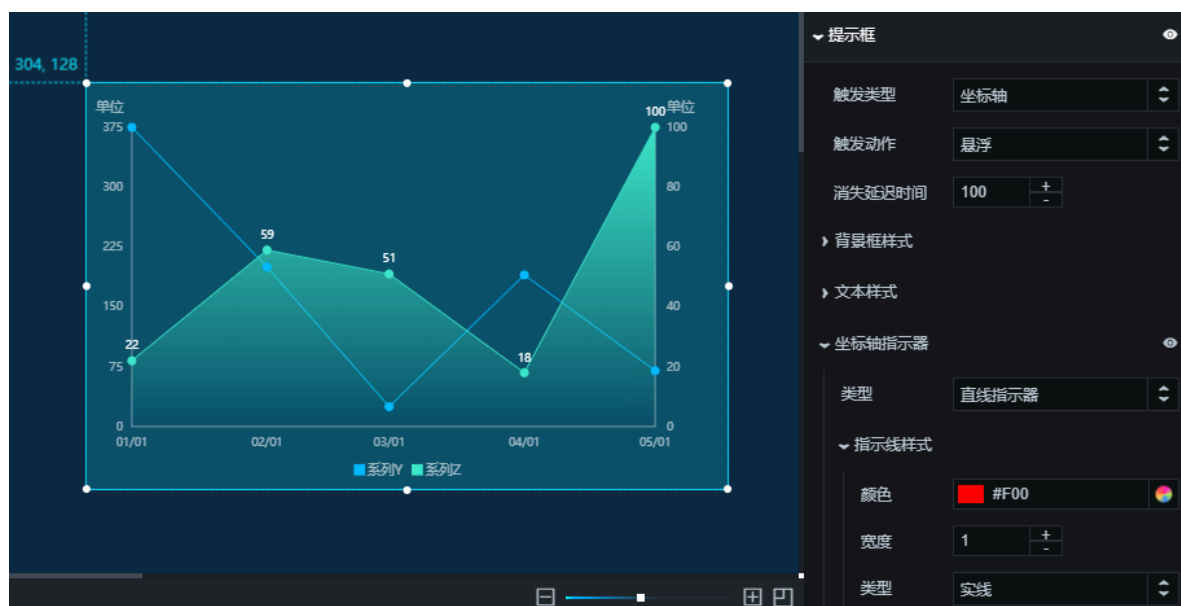 304, 128
单位
100 单位
375
100
300
80
59
225
51
60
150
40
22
18
75
20
0
0
01/01
02/01
03/01
04/01
05/01
系列Y 系列Z
提示框
触发类型 坐标轴
触发动作 悬浮
消失延迟时间 100 + -
背景框样式
文本样式
坐标轴指示器
类型 直线指示器
指示线样式
颜色 #F00
宽度 1 + -
类型 实线